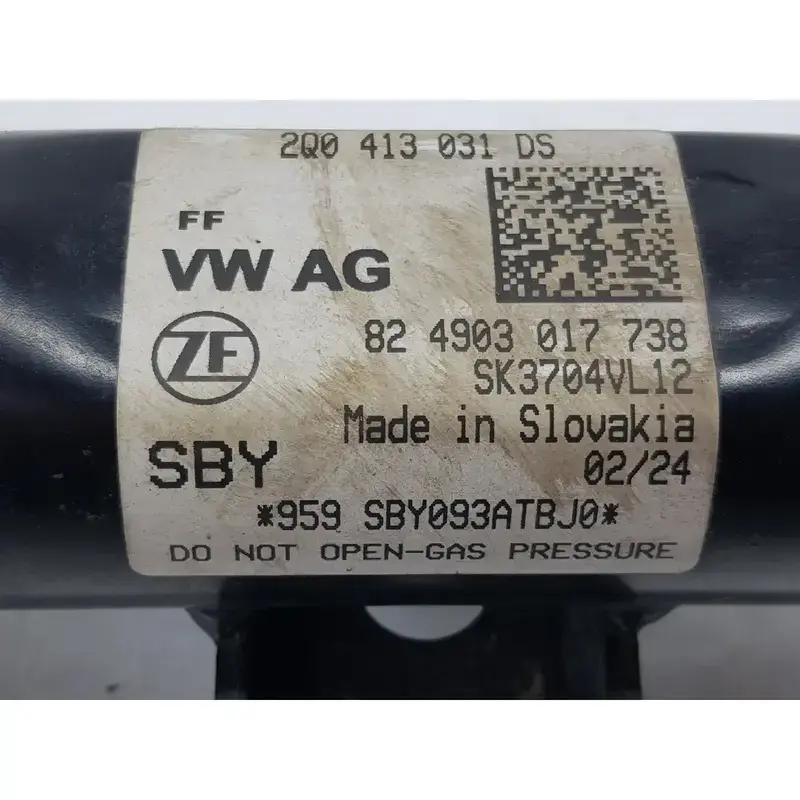 2Q0 413 031 DS
FF
VW AG
ZF
82 4903 017 738
SK3704VL12
Made in Slovakia
SBY
02/24
*959 SBY093ATBJ0*
DO NOT OPEN-GAS PRESSURE